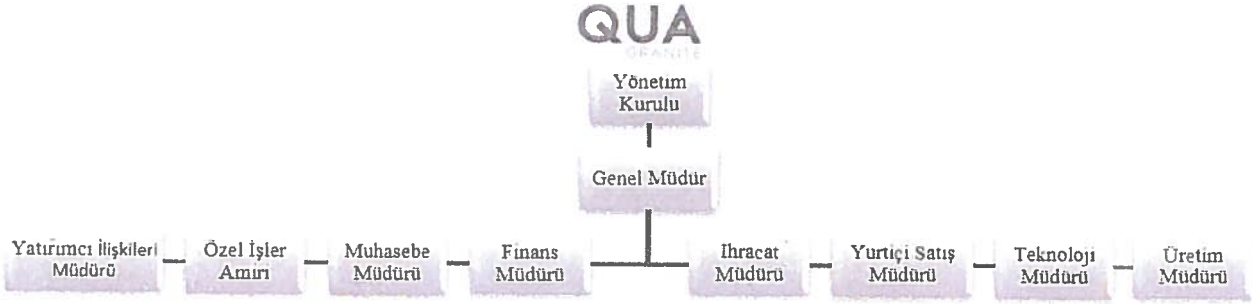 QUA
GRANITE
Yönetim
Kurulu
Genel Müdür
Yatırımcı İlişkileri
Müdürü
Özel İşler
Amiri
Muhasebe
Müdürü
Finans
Müdürü
İhracat
Müdürü
Yurtiçi Satış
Müdürü
Teknoloji
Müdürü
Üretim
Müdürü